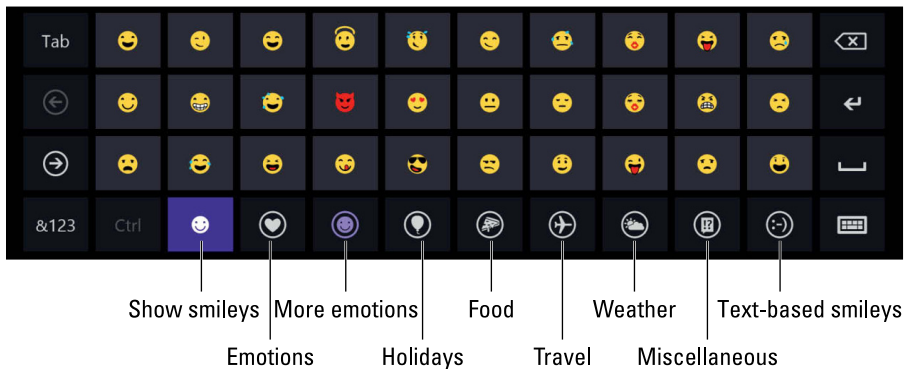 Tab
&123 Ctrl :-)
Show smileys More emotions Food Weather Text-based smileys
Emotions Holidays Travel Miscellaneous